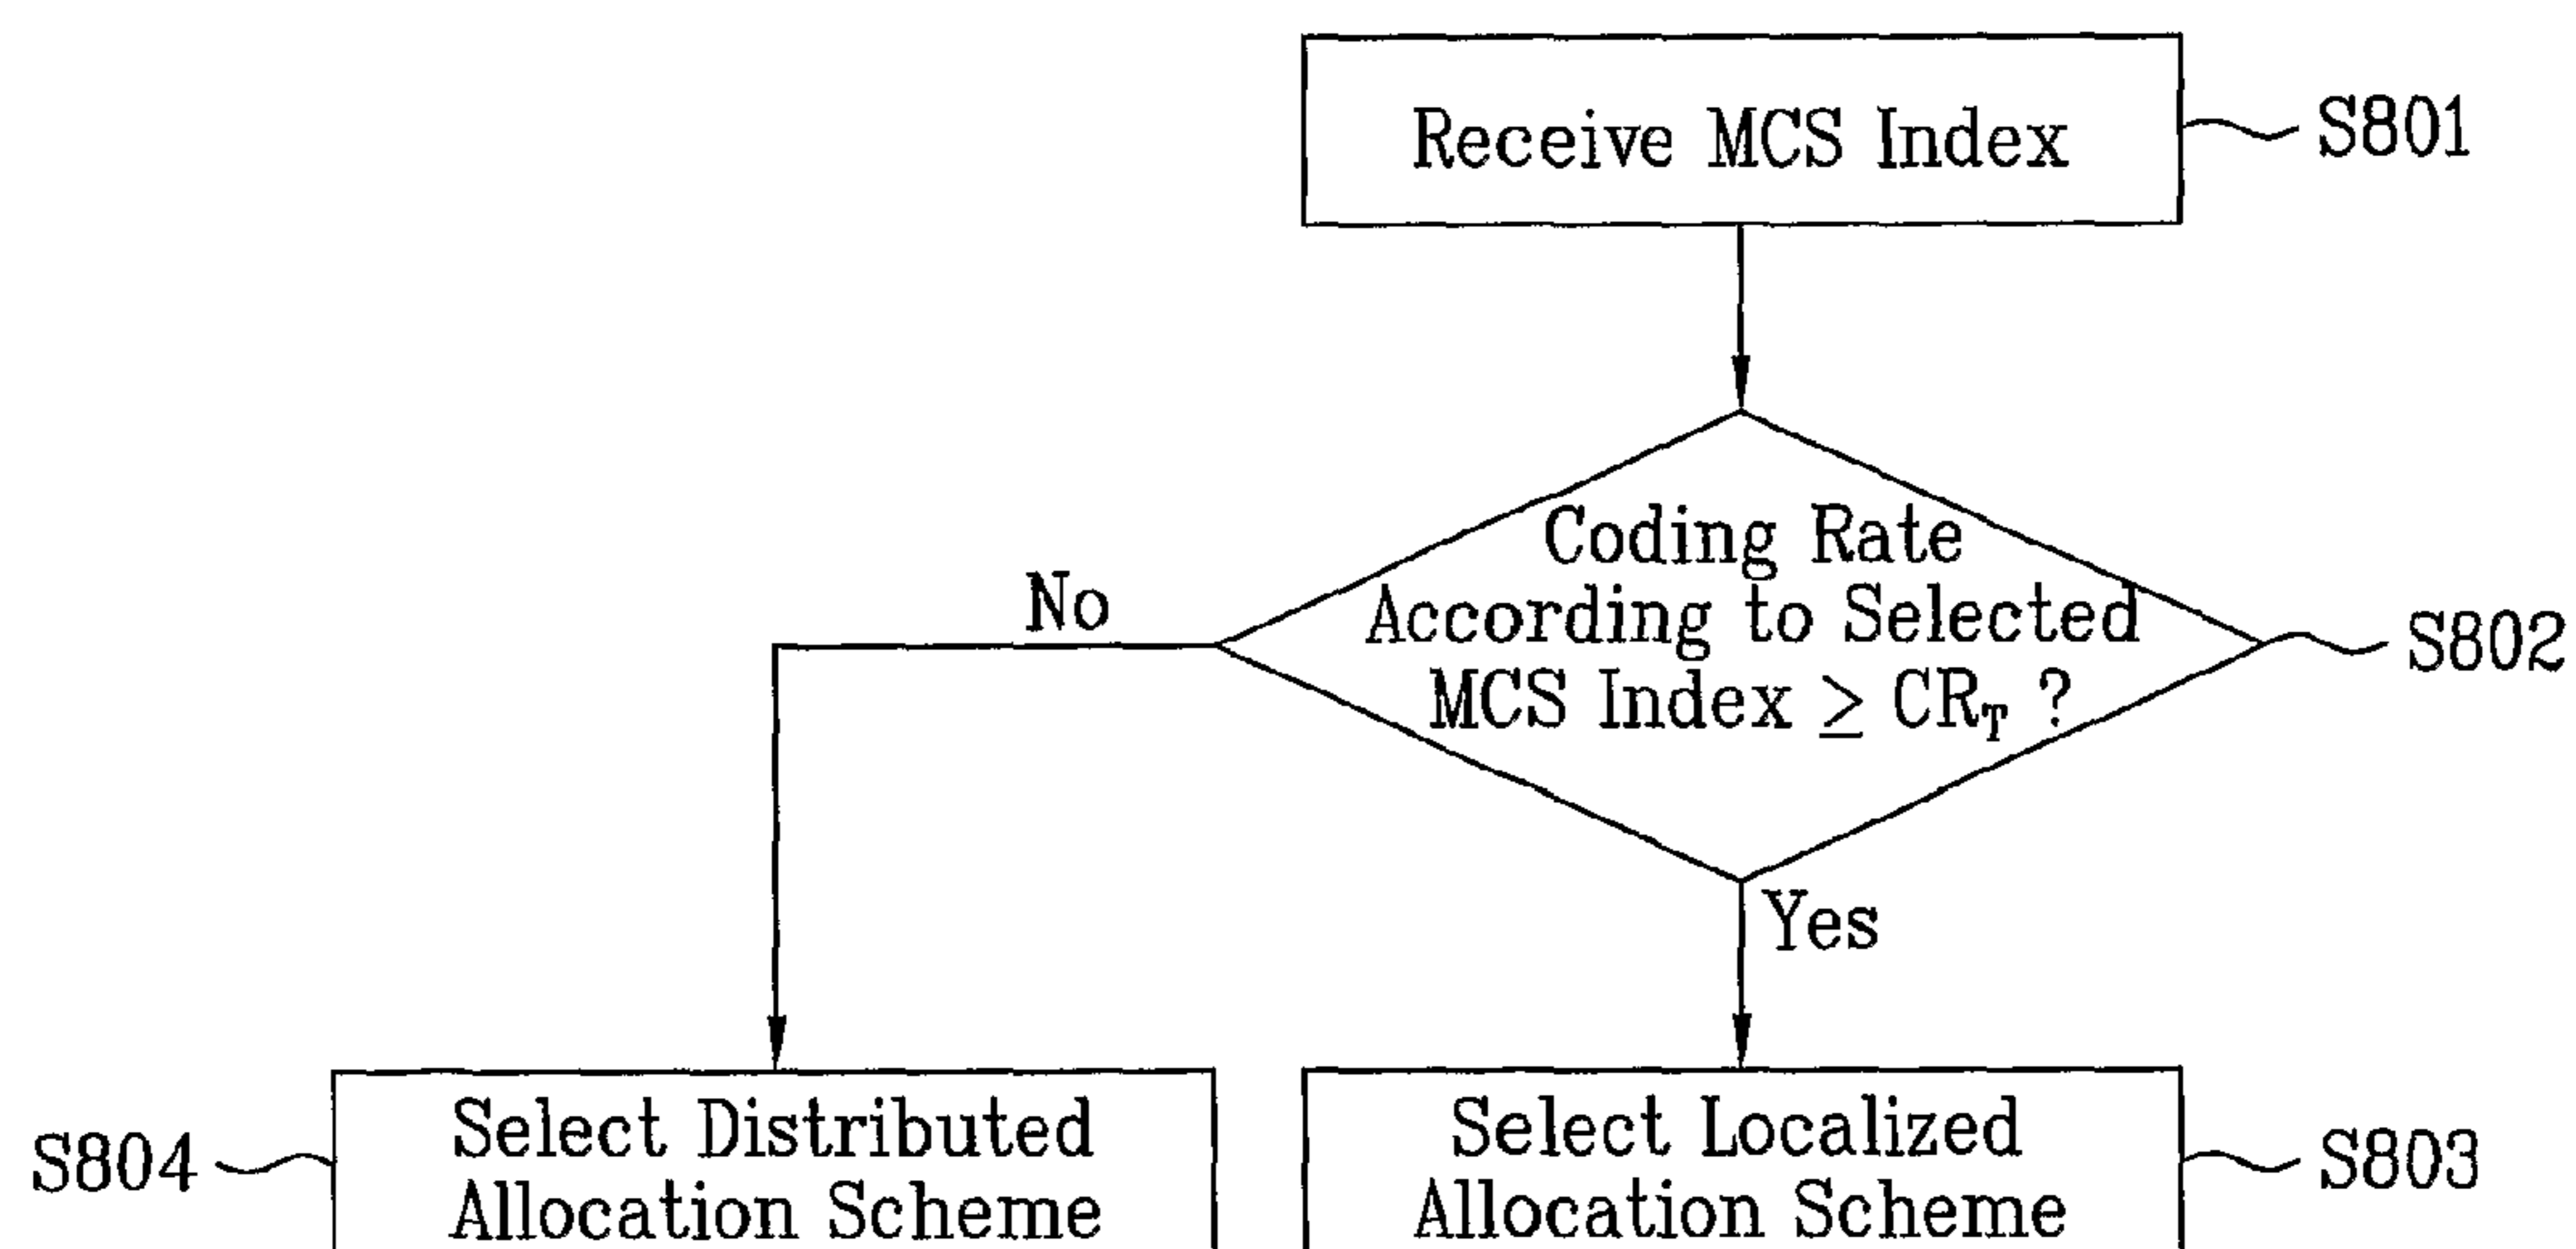 Receive MCS Index
S801
Coding Rate
According to Selected
MCS Index ≥ CR_T ?
S802
No
Yes
S804
Select Distributed
Allocation Scheme
Select Localized
Allocation Scheme
S803